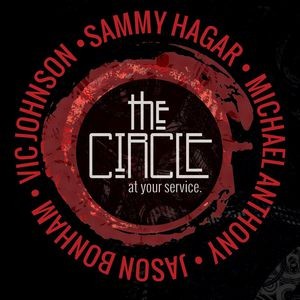 VIC JOHNSON • SAMMY HAGAR • MICHAEL ANTHONY • JASON BONHAM •
the
CIRCLE
at your service.